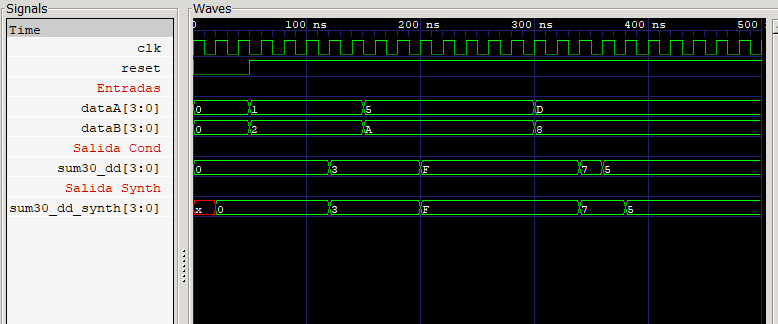 Signals
Waves
Time
0 100 ns 200 ns 300 ns 400 ns 500
clk
reset
Entradas
dataA[3:0] 0 1 5 D
dataB[3:0] 0 2 A 8
Salida Cond
sum30_dd[3:0] 0 3 F 7 5
Salida Synth
sum30_dd_synth[3:0] x 0 3 F 7 5